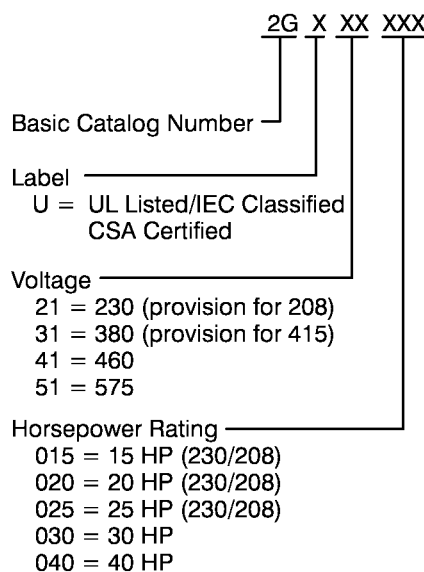 2G X XX XXX
Basic Catalog Number
Label
U = UL Listed/IEC Classified
CSA Certified
Voltage
21 = 230 (provision for 208)
31 = 380 (provision for 415)
41 = 460
51 = 575
Horsepower Rating
015 = 15 HP (230/208)
020 = 20 HP (230/208)
025 = 25 HP (230/208)
030 = 30 HP
040 = 40 HP